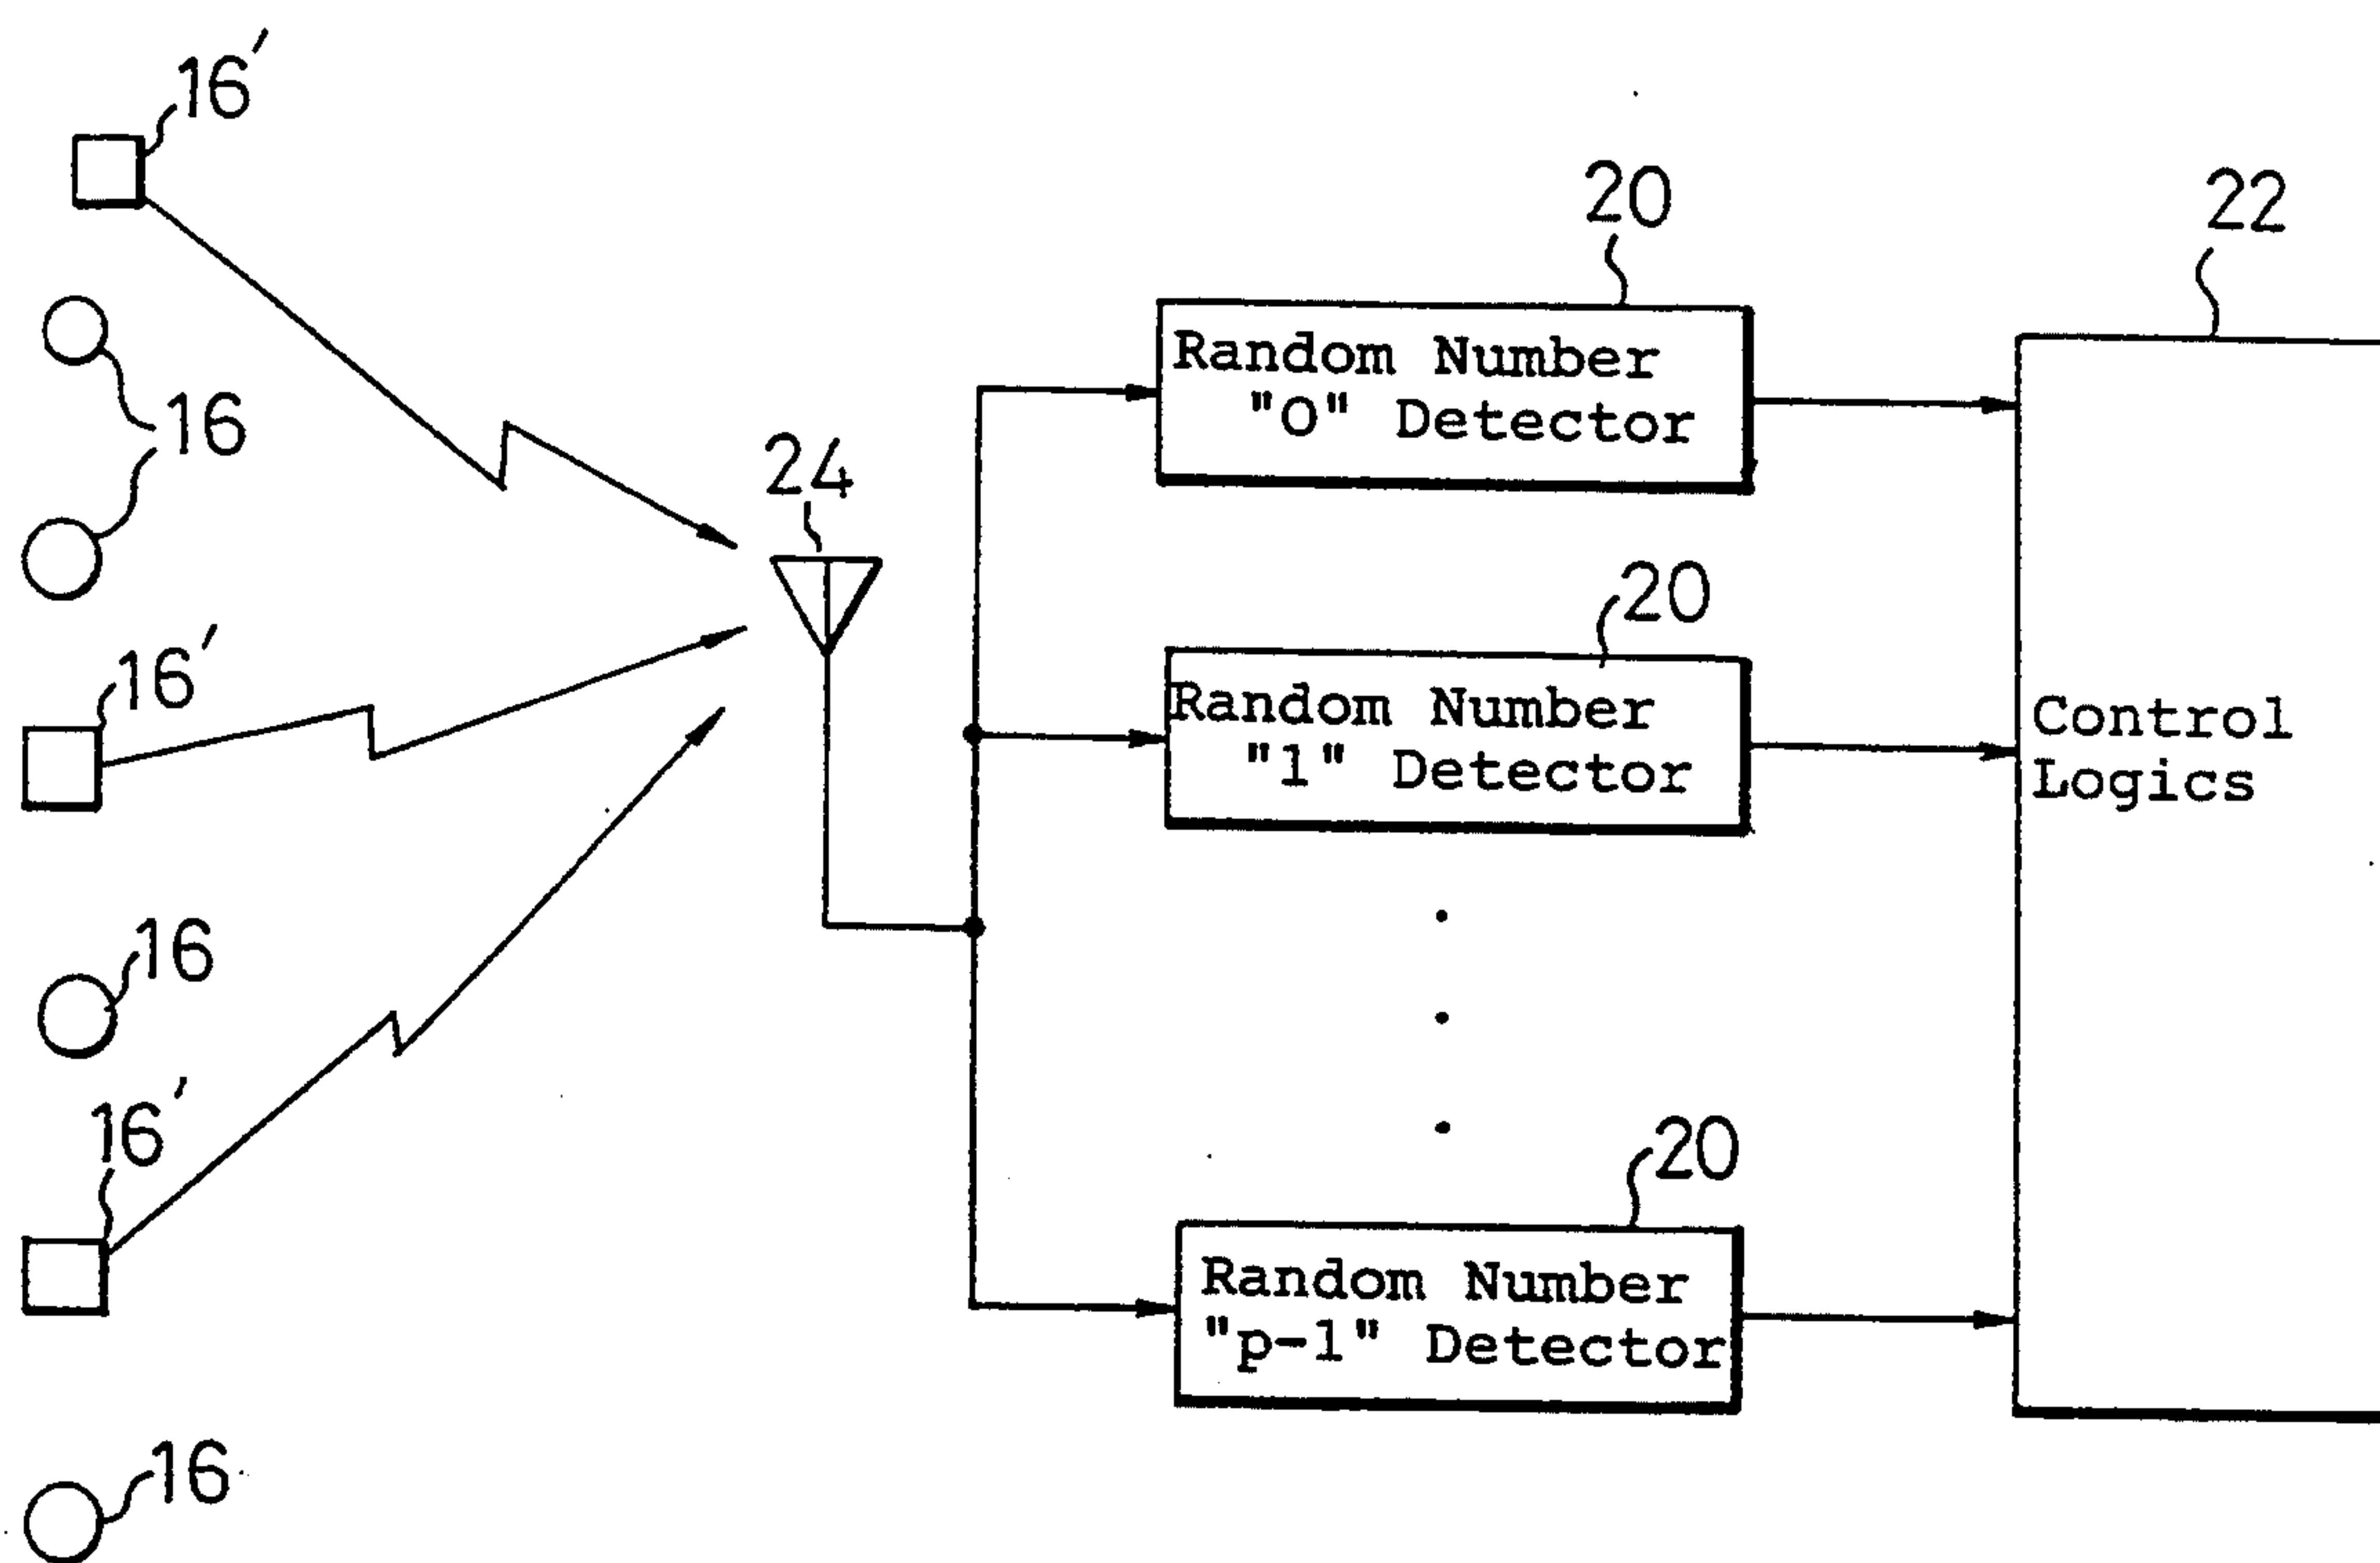 16'
16
24
16'
16
16'
16
20
Random Number
"0" Detector
20
Random Number
"1" Detector
20
Random Number
"p-1" Detector
22
Control
Logics